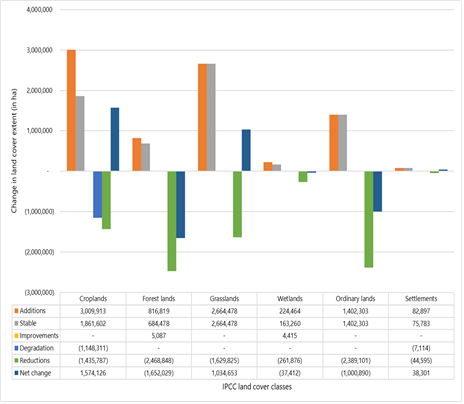 4,000,000
3,000,000
2,000,000
1,000,000
-
(1,000,000)
(2,000,000)
(3,000,000)
Change in land cover extent (in ha)
Croplands Forest lands Grasslands Wetlands Ordinary lands Settlements
Additions 3,009,913 816,819 2,664,478 224,464 1,402,303 82,897
Stable 1,861,602 684,478 2,664,478 163,260 1,402,303 75,783
Improvements - 5,087 - 4,415 - -
Degradation (1,148,311) - - - - (7,114)
Reductions (1,435,787) (2,468,848) (1,629,825) (261,876) (2,389,101) (44,595)
Net change 1,574,126 (1,652,029) 1,034,653 (37,412) (1,000,890) 38,301
IPCC land cover classes